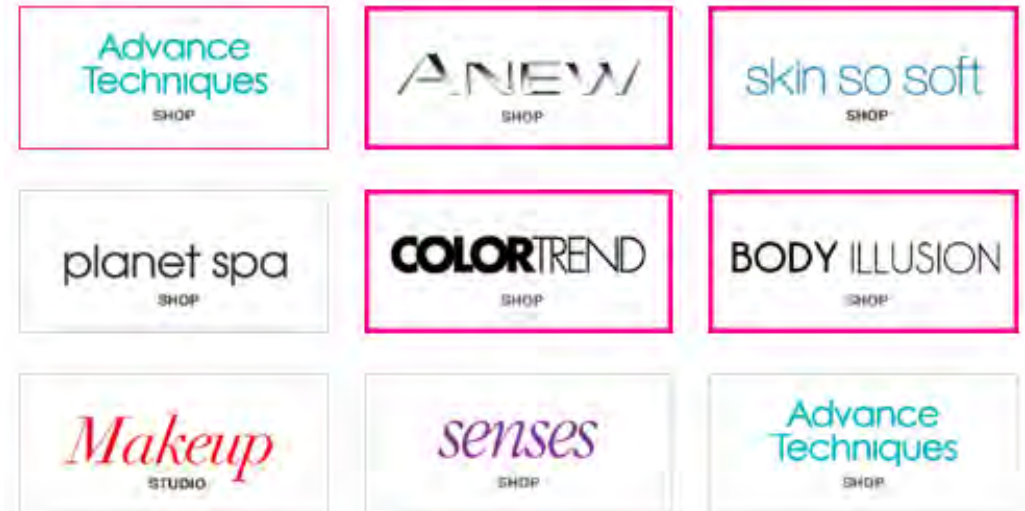 Advance
Techniques
SHOP
ANEW
SHOP
skin so soft
SHOP
planet spa
SHOP
COLORTREND
SHOP
BODY ILLUSION
SHOP
Makeup
STUDIO
senses
SHOP
Advance
Techniques
SHOP